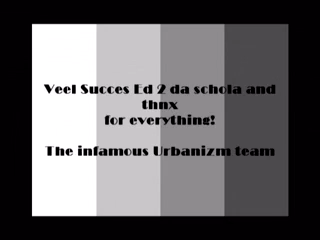 Veel Succes Ed 2 da schola and
thnx
for everything!
The infamous Urbanizm team